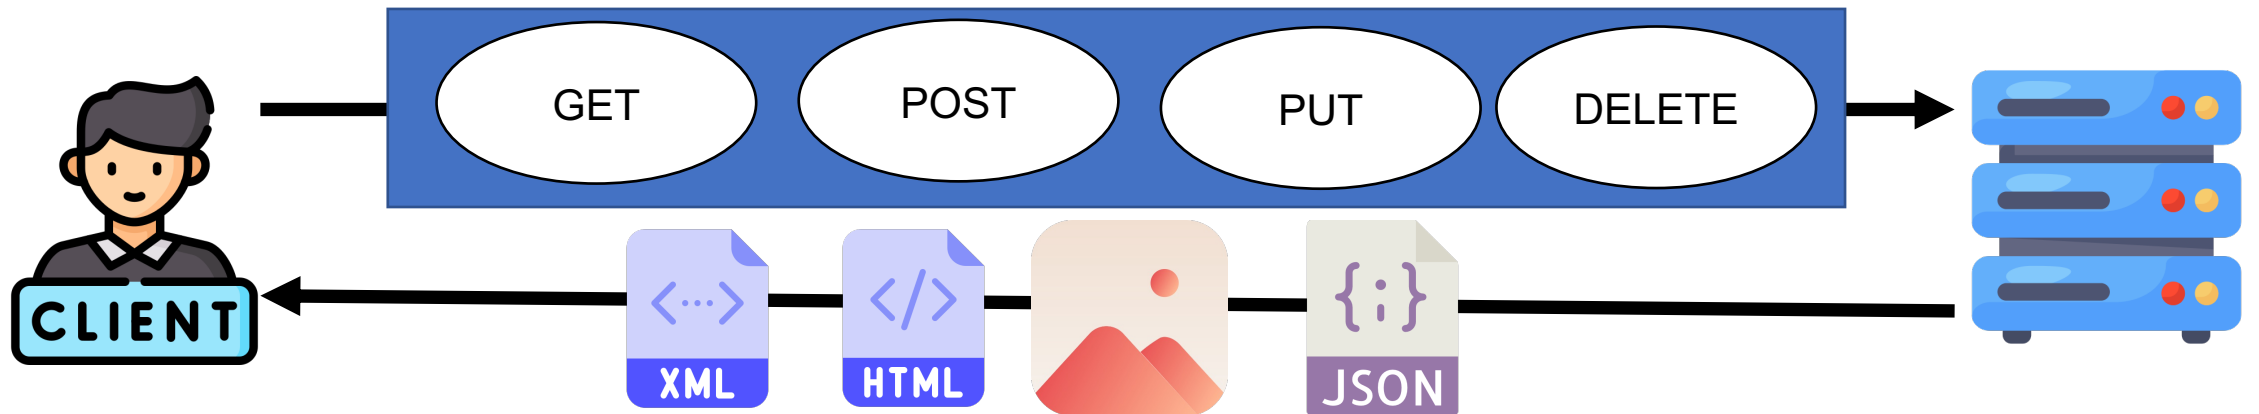 GET
POST
PUT
DELETE
CLIENT
XML
HTML
JSON